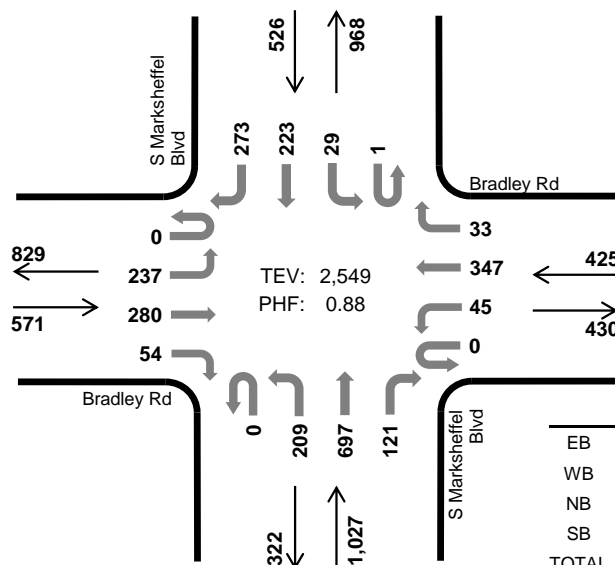 526
968
S Marksheffel
Blvd
273
223
29
1
Bradley Rd
0
33
829
237
347
425
TEV: 2,549
PHF: 0.88
571
280
45
430
54
0
Bradley Rd
0
209
697
121
S Marksheffel
Blvd
322
1,027
EB
WB
NB
SB
TOTAL